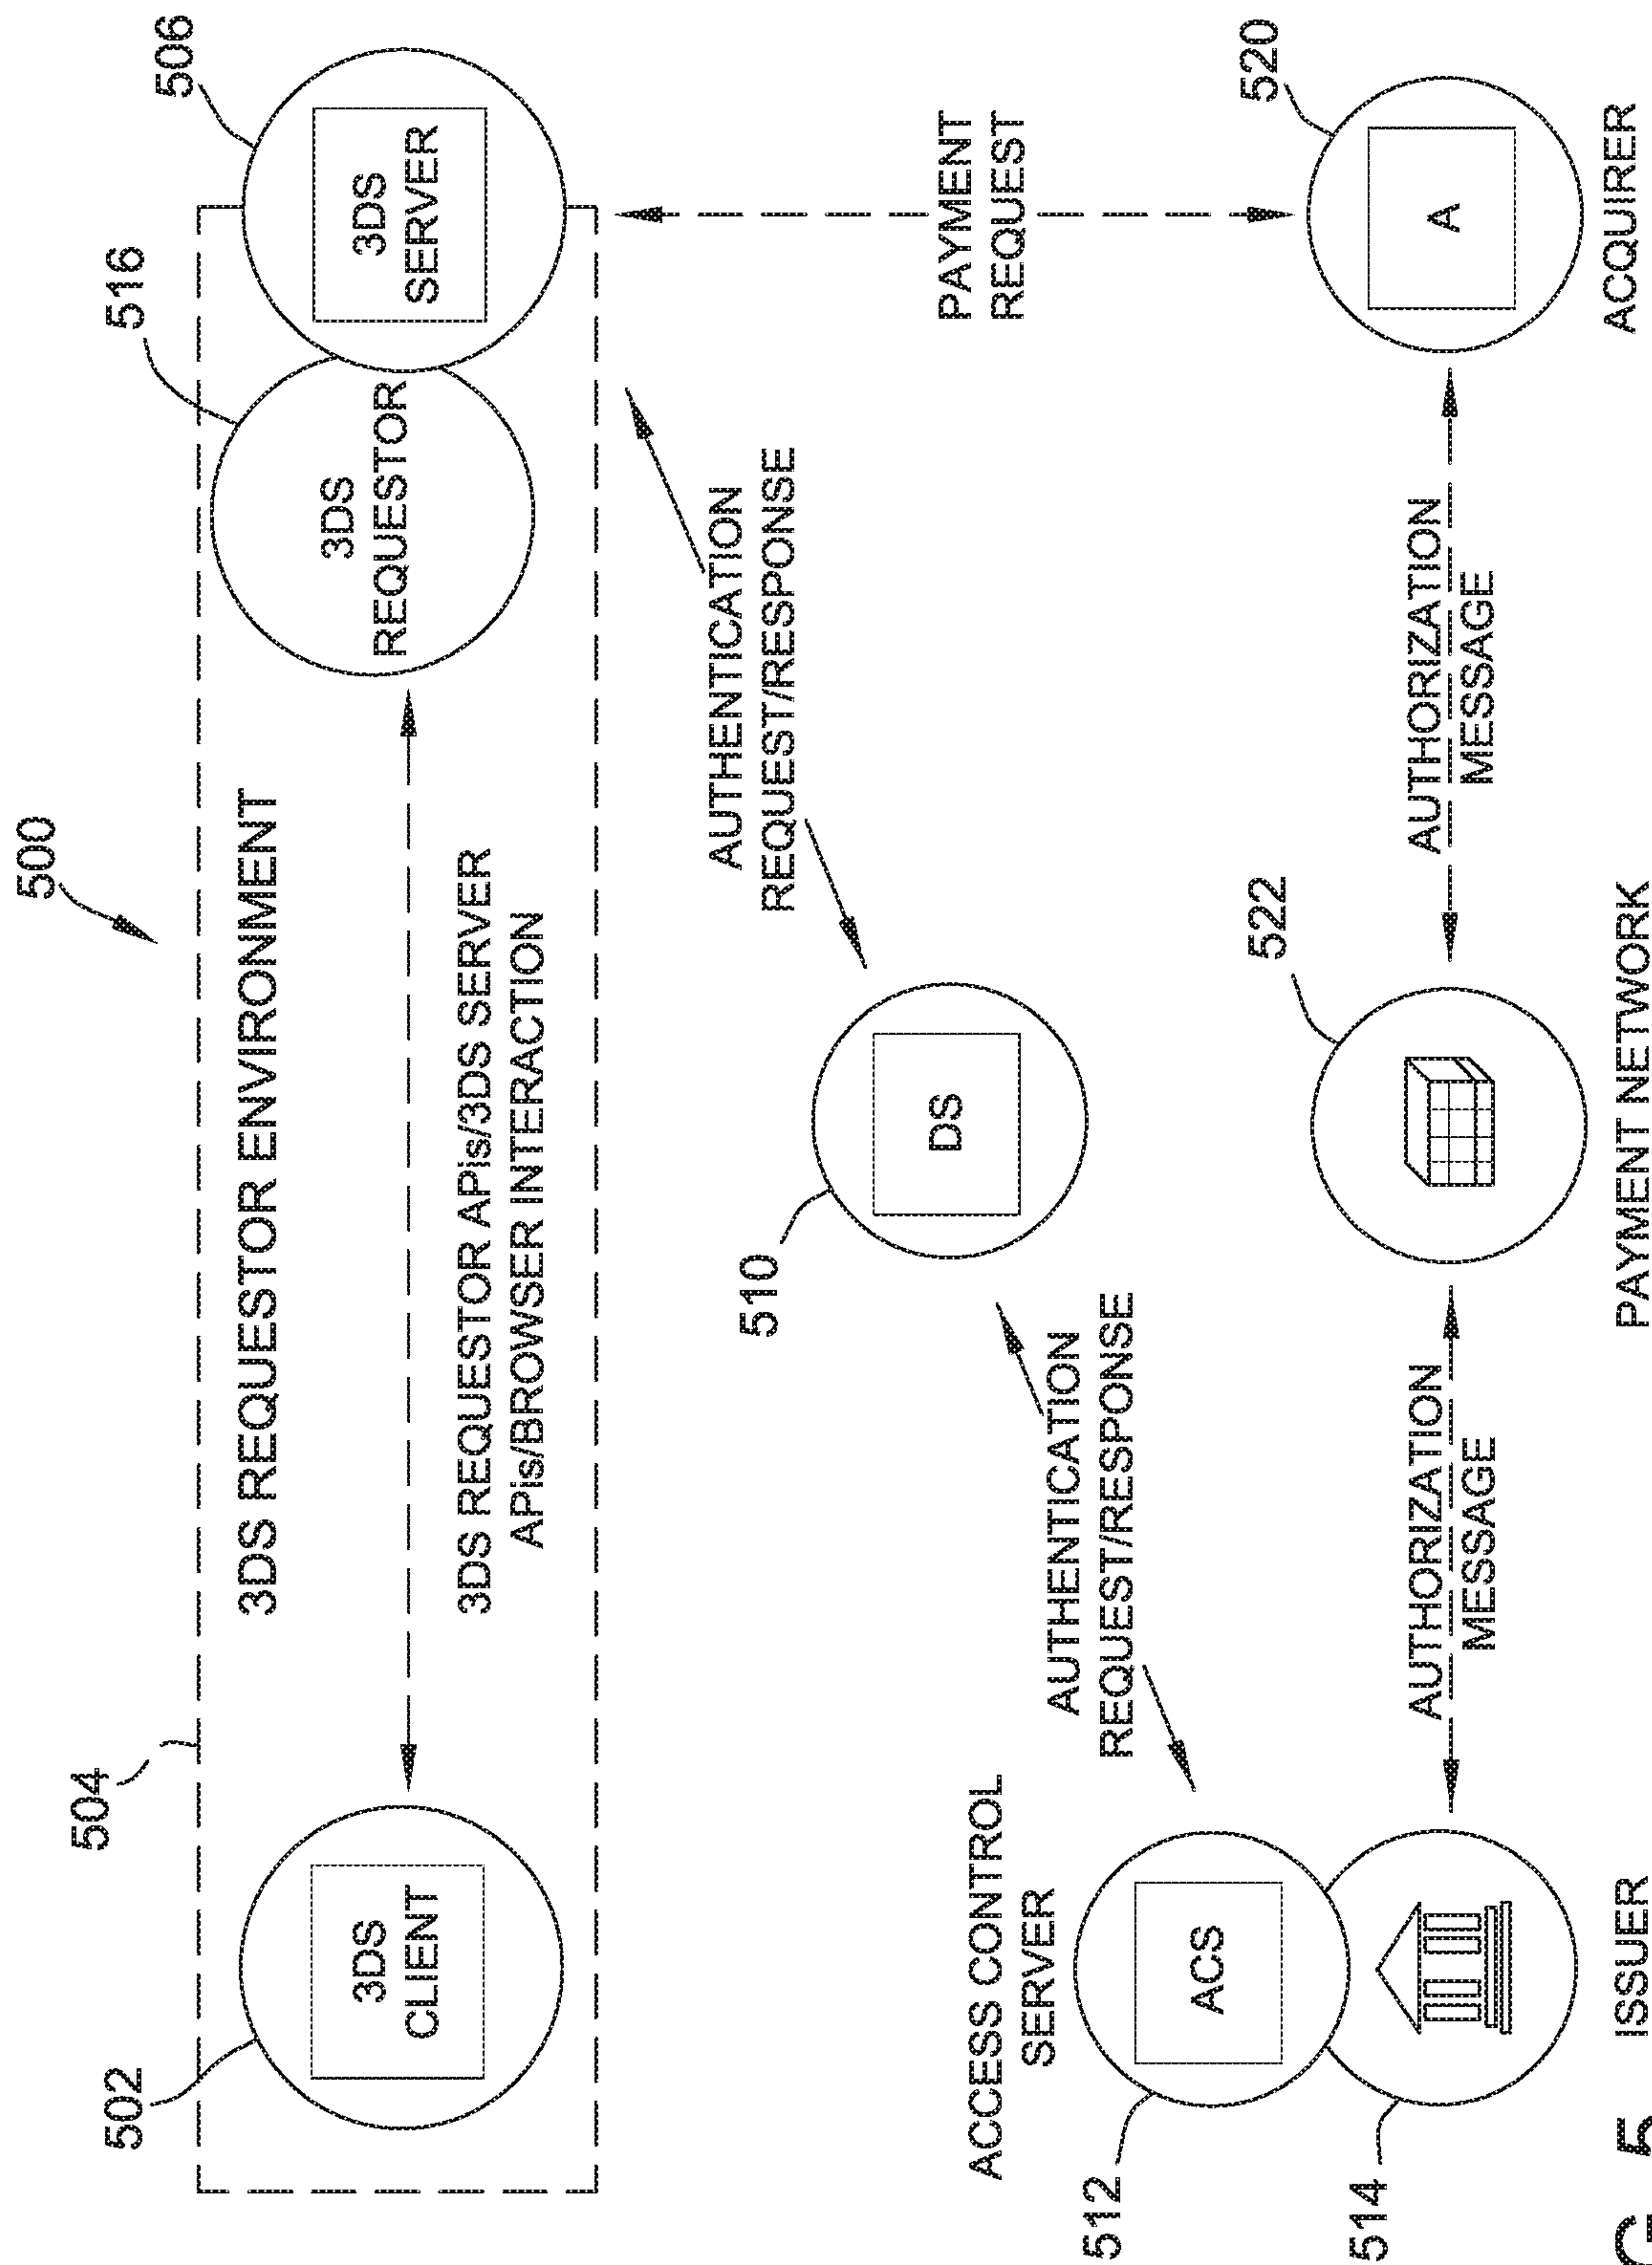 500
504
516
506
502
3DS REQUESTOR ENVIRONMENT
3DS
CLIENT
3DS
REQUESTOR
3DS
SERVER
3DS REQUESTOR APIs/3DS SERVER
APIs/BROWSER INTERACTION
AUTHENTICATION
REQUEST/RESPONSE
PAYMENT
REQUEST
510
DS
AUTHENTICATION
REQUEST/RESPONSE
ACCESS CONTROL
SERVER
512
ACS
514
522
520
A
AUTHORIZATION
MESSAGE
AUTHORIZATION
MESSAGE
ISSUER
PAYMENT NETWORK
ACQUIRER
5